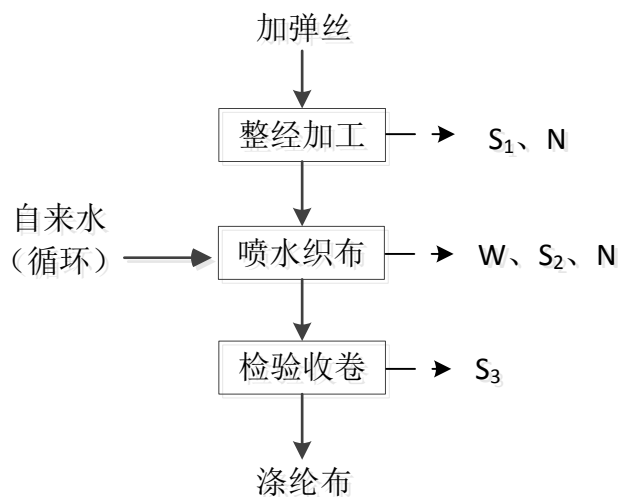 加弹丝
整经加工
S₁、N
自来水
（循环）
喷水织布
W、S₂、N
检验收卷
S₃
涤纶布